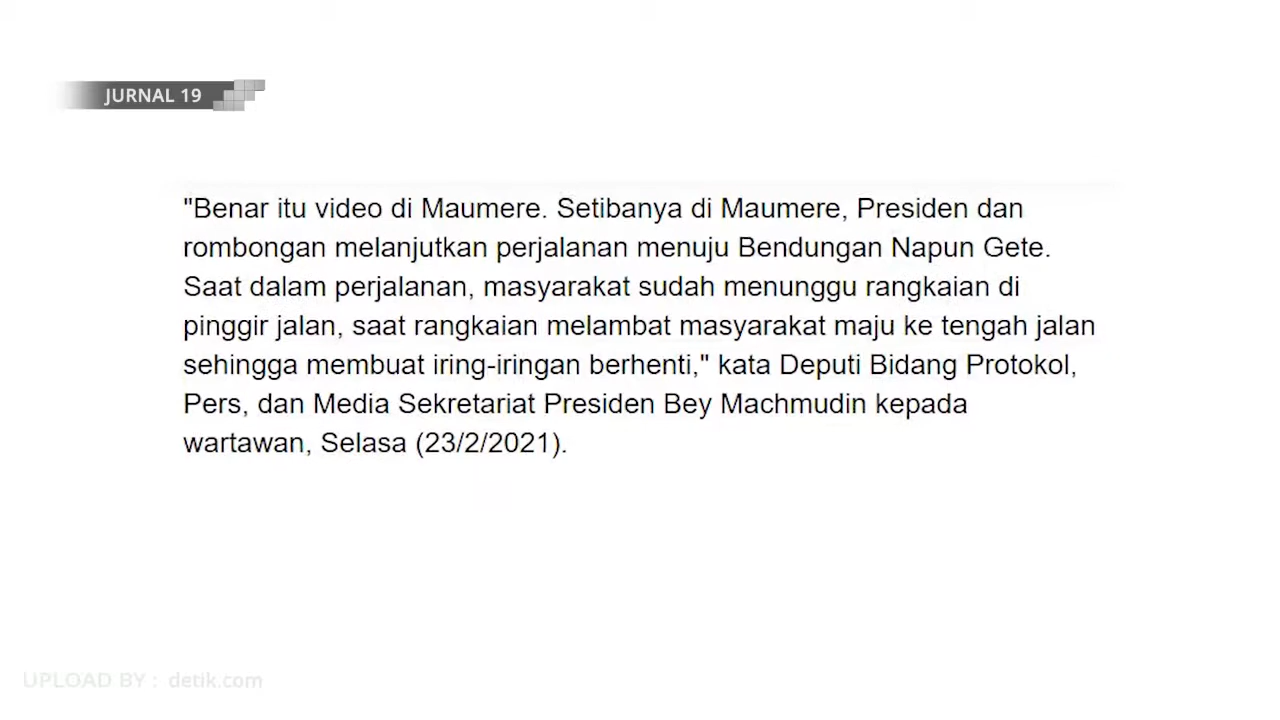 JURNAL 19
"Benar itu video di Maumere. Setibanya di Maumere, Presiden dan
rombongan melanjutkan perjalanan menuju Bendungan Napun Gete.
Saat dalam perjalanan, masyarakat sudah menunggu rangkaian di
pinggir jalan, saat rangkaian melambat masyarakat maju ke tengah jalan
sehingga membuat iring-iringan berhenti," kata Deputi Bidang Protokol,
Pers, dan Media Sekretariat Presiden Bey Machmudin kepada
wartawan, Selasa (23/2/2021).
UPLOAD BY : detik.com